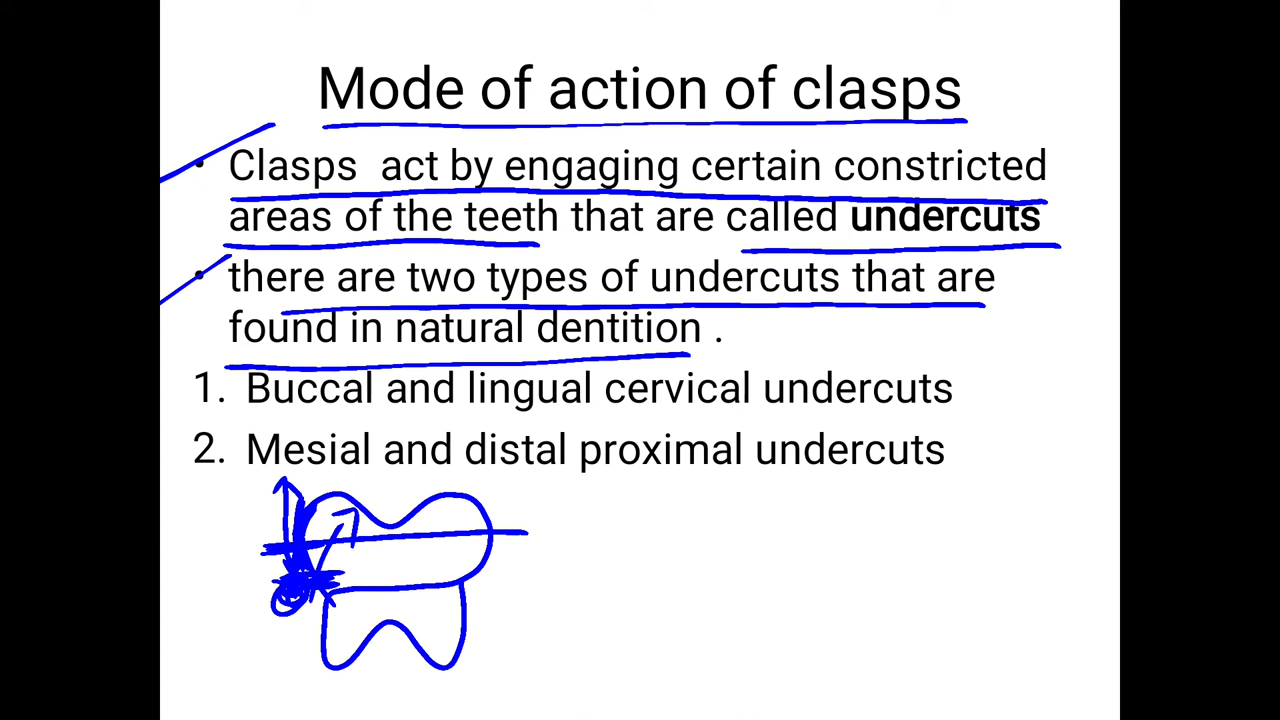 Mode of action of clasps
• Clasps act by engaging certain constricted
areas of the teeth that are called undercuts
• there are two types of undercuts that are
found in natural dentition .
1. Buccal and lingual cervical undercuts
2. Mesial and distal proximal undercuts